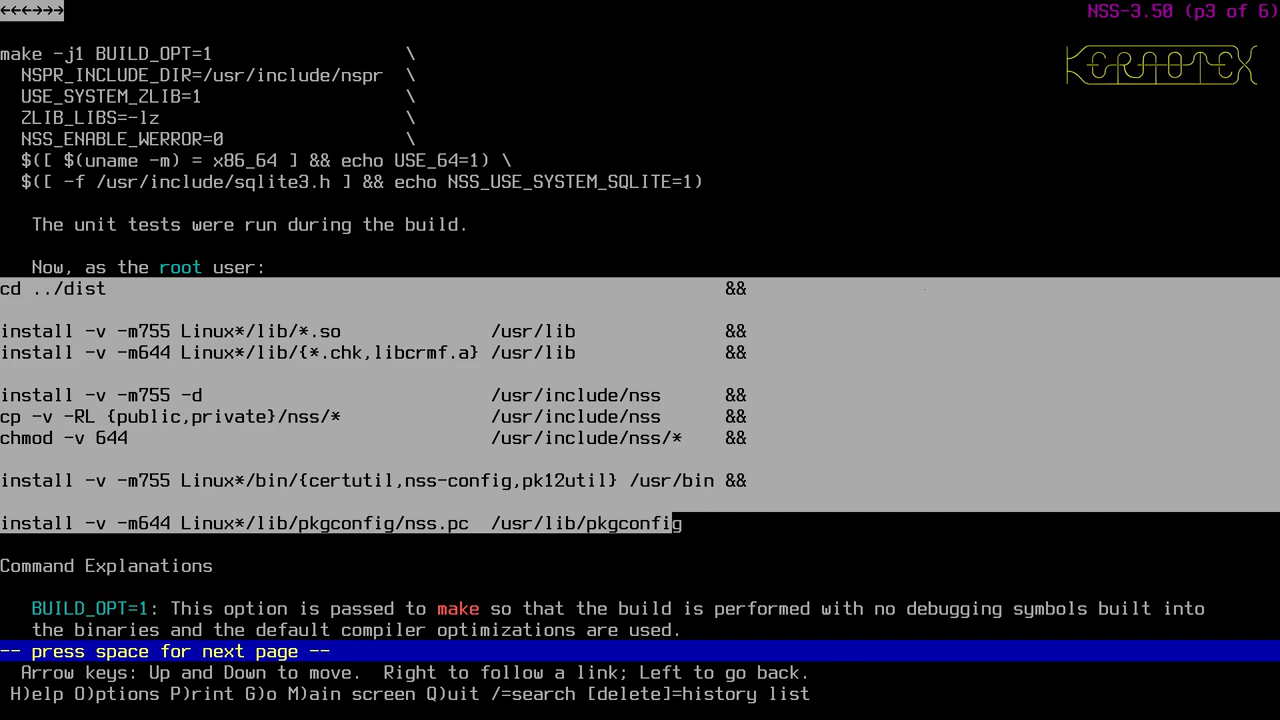 ←←←→→→ NSS-3.50 (p3 of 6)
make -j1 BUILD_OPT=1 \
NSPR_INCLUDE_DIR=/usr/include/nspr \
USE_SYSTEM_ZLIB=1 \
ZLIB_LIBS=-lz \
NSS_ENABLE_WERROR=0 \
$([ $(uname -m) = x86_64 ] && echo USE_64=1) \
$([ -f /usr/include/sqlite3.h ] && echo NSS_USE_SYSTEM_SQLITE=1)
KERAOTEX
The unit tests were run during the build.
Now, as the root user:
cd ../dist &&
install -v -m755 Linux*/lib/*.so /usr/lib &&
install -v -m644 Linux*/lib/{*.chk,libcrmf.a} /usr/lib &&
install -v -m755 -d /usr/include/nss &&
cp -v -RL {public,private}/nss/* /usr/include/nss &&
chmod -v 644 /usr/include/nss/* &&
install -v -m755 Linux*/bin/{certutil,nss-config,pk12util} /usr/bin &&
install -v -m644 Linux*/lib/pkgconfig/nss.pc /usr/lib/pkgconfig
Command Explanations
BUILD_OPT=1: This option is passed to make so that the build is performed with no debugging symbols built into
the binaries and the default compiler optimizations are used.
-- press space for next page --
Arrow keys: Up and Down to move. Right to follow a link; Left to go back.
H)elp O)ptions P)rint G)o M)ain screen Q)uit /=search [delete]=history list